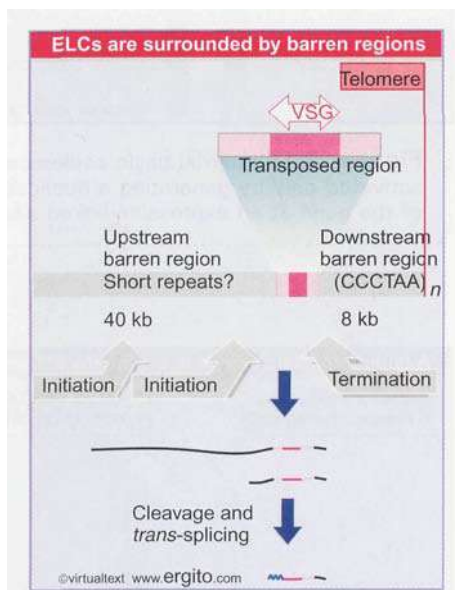 ELCs are surrounded by barren regions
Telomere
VSG
Transposed region
Upstream
barren region
Short repeats?
Downstream
barren region
(CCCTAA)n
40 kb
8 kb
Initiation
Initiation
Termination
Cleavage and
trans-splicing
©virtualtext www.ergito.com